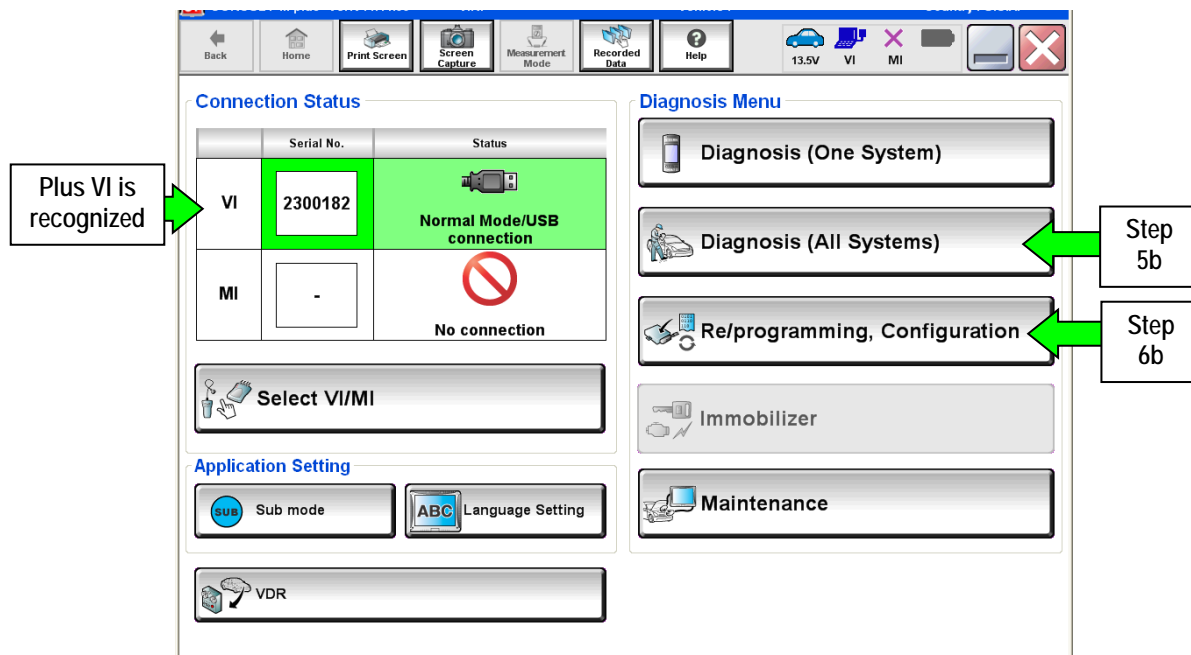 Back
Home
Print Screen
Screen
Capture
Measurement
Mode
Recorded
Data
Help
13.5V
VI
MI
Connection Status
Serial No.
Status
VI
2300182
Normal Mode/USB
connection
MI
-
No connection
Plus VI is
recognized
Select VI/MI
Application Setting
SUB
Sub mode
ABC
Language Setting
VDR
Diagnosis Menu
Diagnosis (One System)
Diagnosis (All Systems)
Step
5b
Re/programming, Configuration
Step
6b
Immobilizer
Maintenance